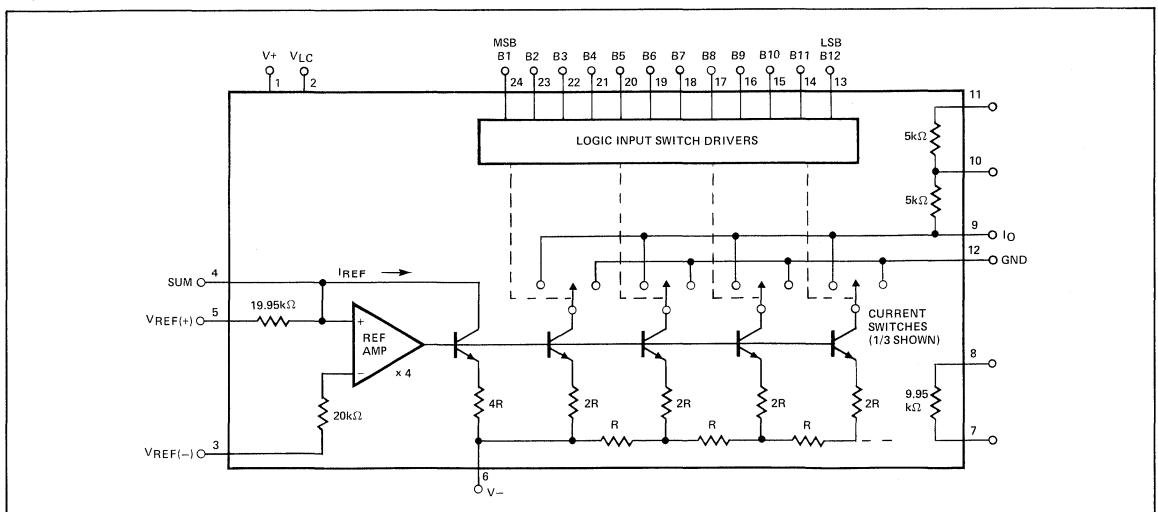 MSB LSB
V+ VLC B1 B2 B3 B4 B5 B6 B7 B8 B9 B10 B11 B12
1 2 24 23 22 21 20 19 18 17 16 15 14 13
LOGIC INPUT SWITCH DRIVERS
11
5kΩ
10
5kΩ
9 IO
12 GND
SUM 4 IREF
VREF(+) 5 19.95kΩ
+
REF
AMP
−
× 4
CURRENT
SWITCHES
(1/3 SHOWN)
8
9.95
kΩ
7
20kΩ 4R 2R 2R 2R 2R
R R R
VREF(−) 3
6
V−